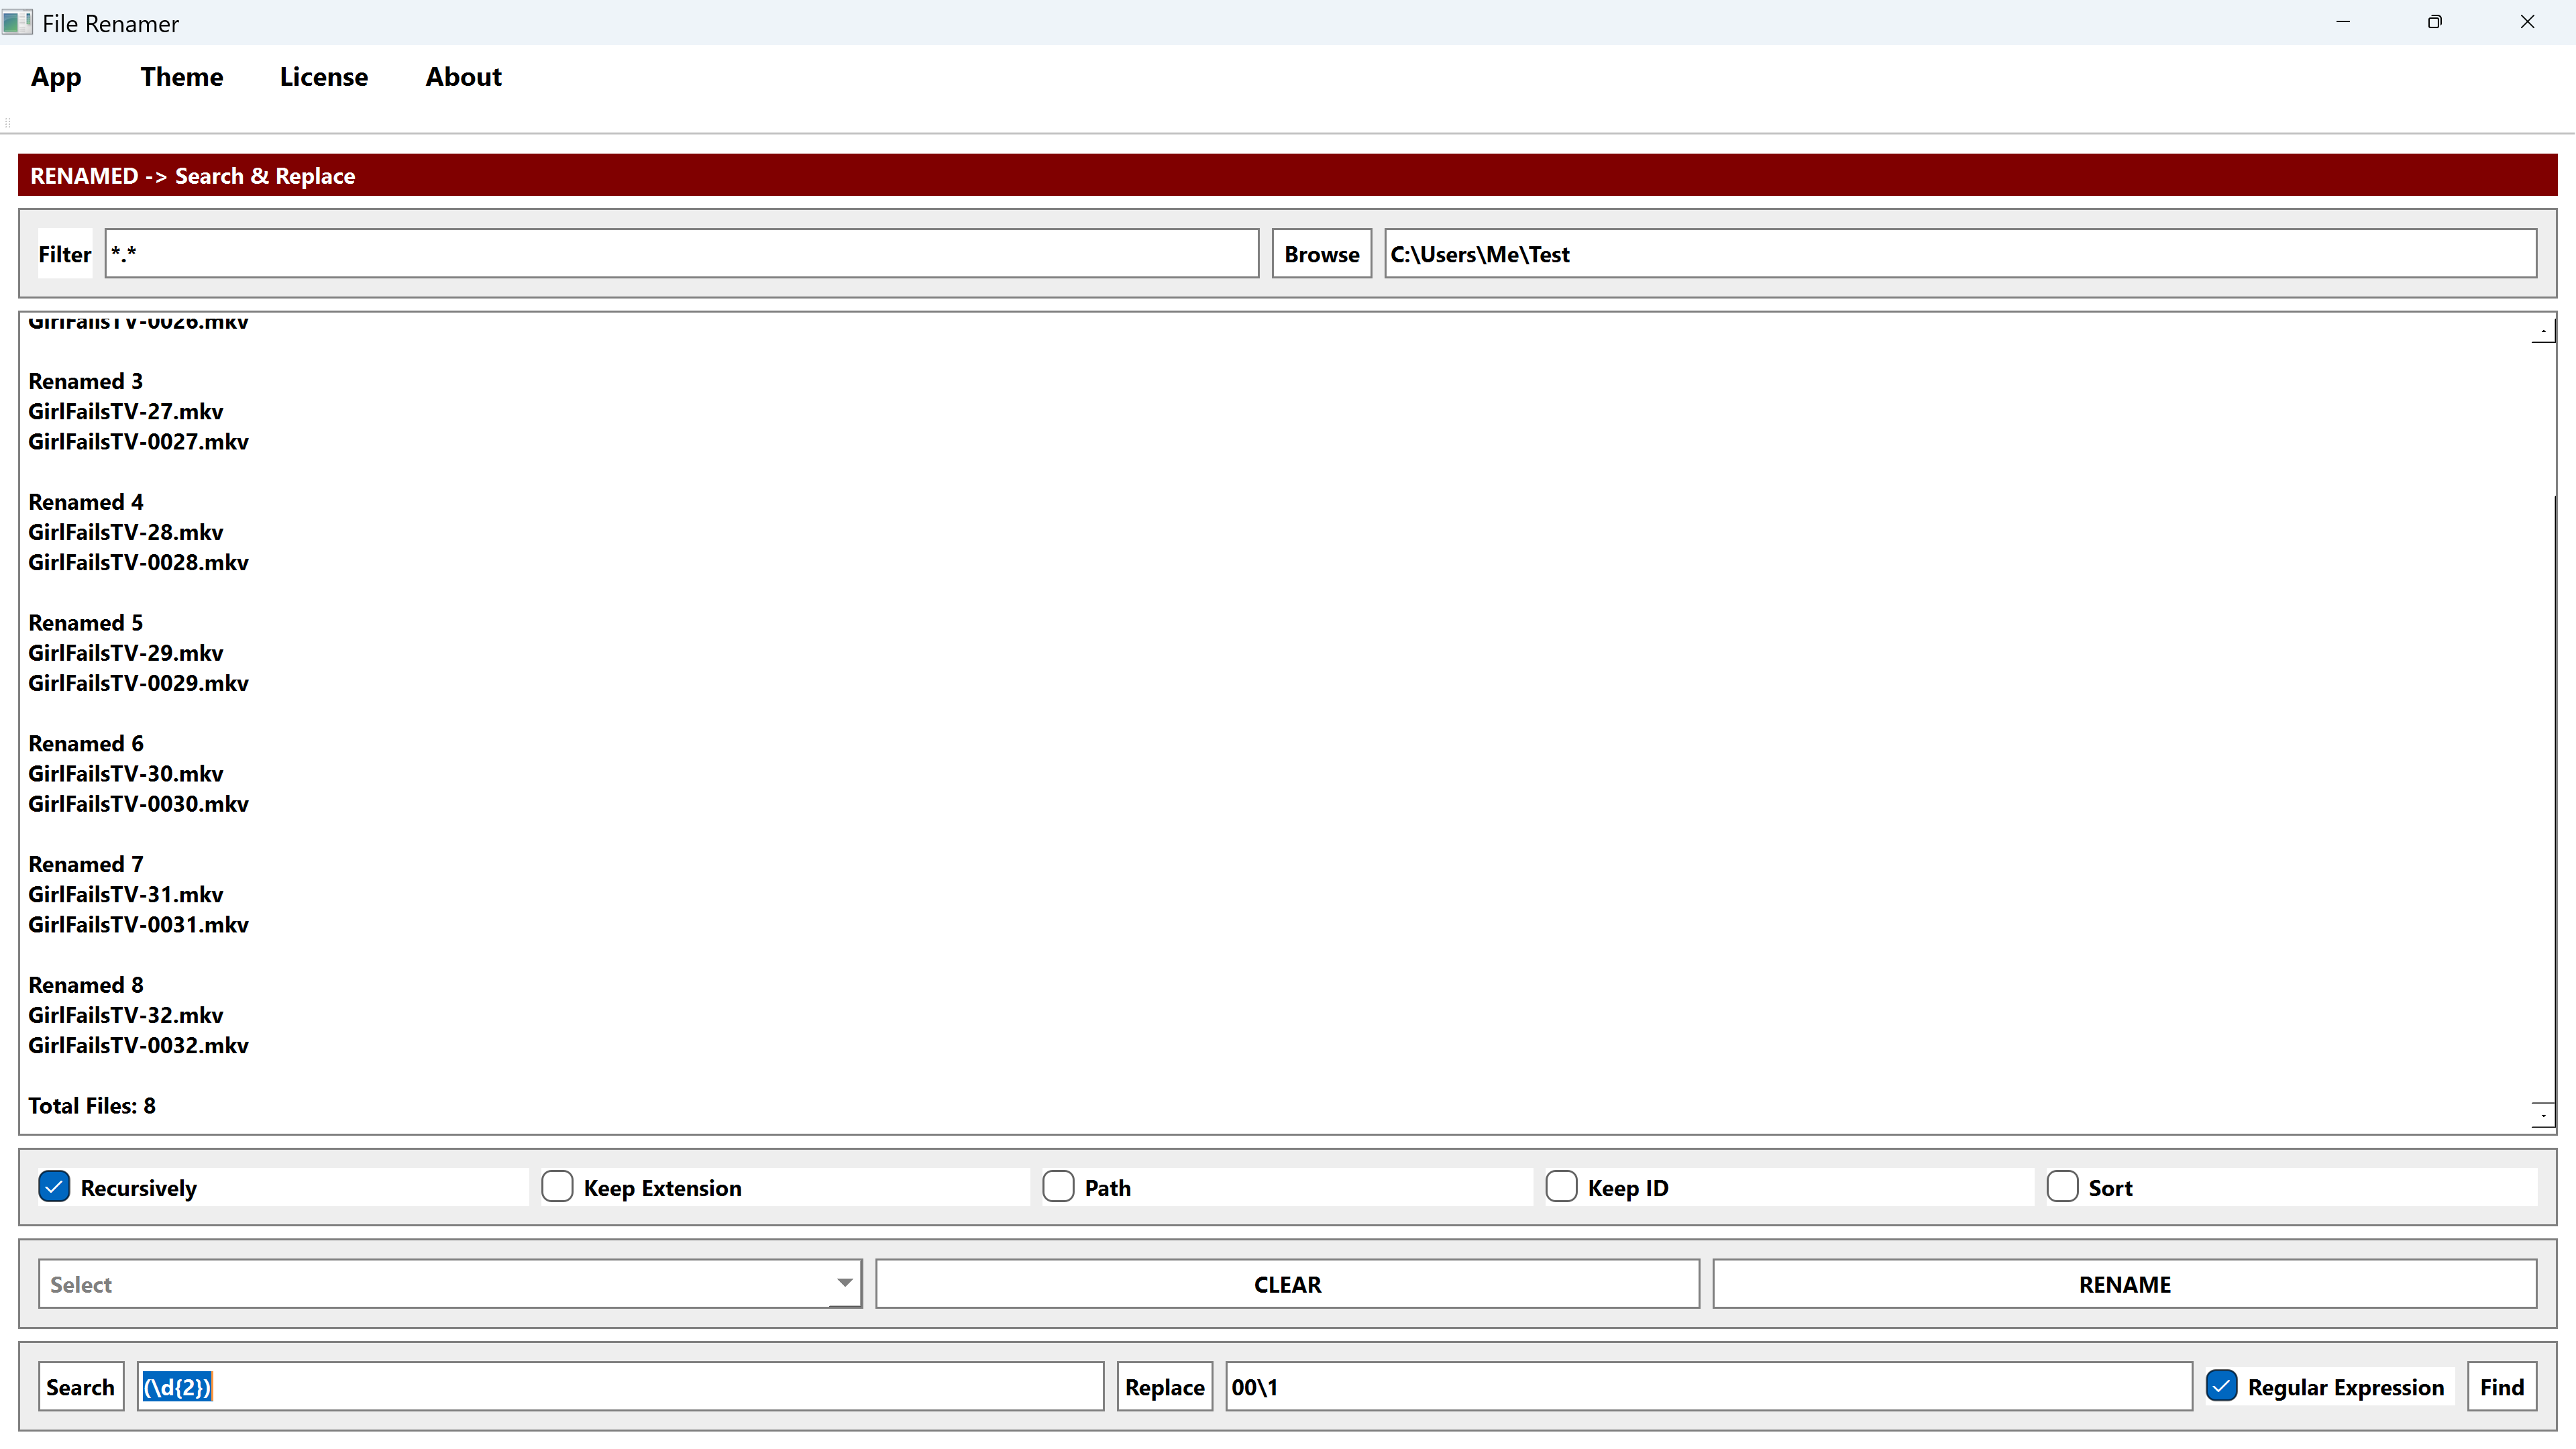 File Renamer
App Theme License About
RENAMED -> Search & Replace
Filter *.* Browse C:\Users\Me\Test
GirlFailsTV-0026.mkv
Renamed 3
GirlFailsTV-27.mkv
GirlFailsTV-0027.mkv
Renamed 4
GirlFailsTV-28.mkv
GirlFailsTV-0028.mkv
Renamed 5
GirlFailsTV-29.mkv
GirlFailsTV-0029.mkv
Renamed 6
GirlFailsTV-30.mkv
GirlFailsTV-0030.mkv
Renamed 7
GirlFailsTV-31.mkv
GirlFailsTV-0031.mkv
Renamed 8
GirlFailsTV-32.mkv
GirlFailsTV-0032.mkv
Total Files: 8
Recursively Keep Extension Path Keep ID Sort
Select CLEAR RENAME
Search (\d{2}) Replace 00\1 Regular Expression Find